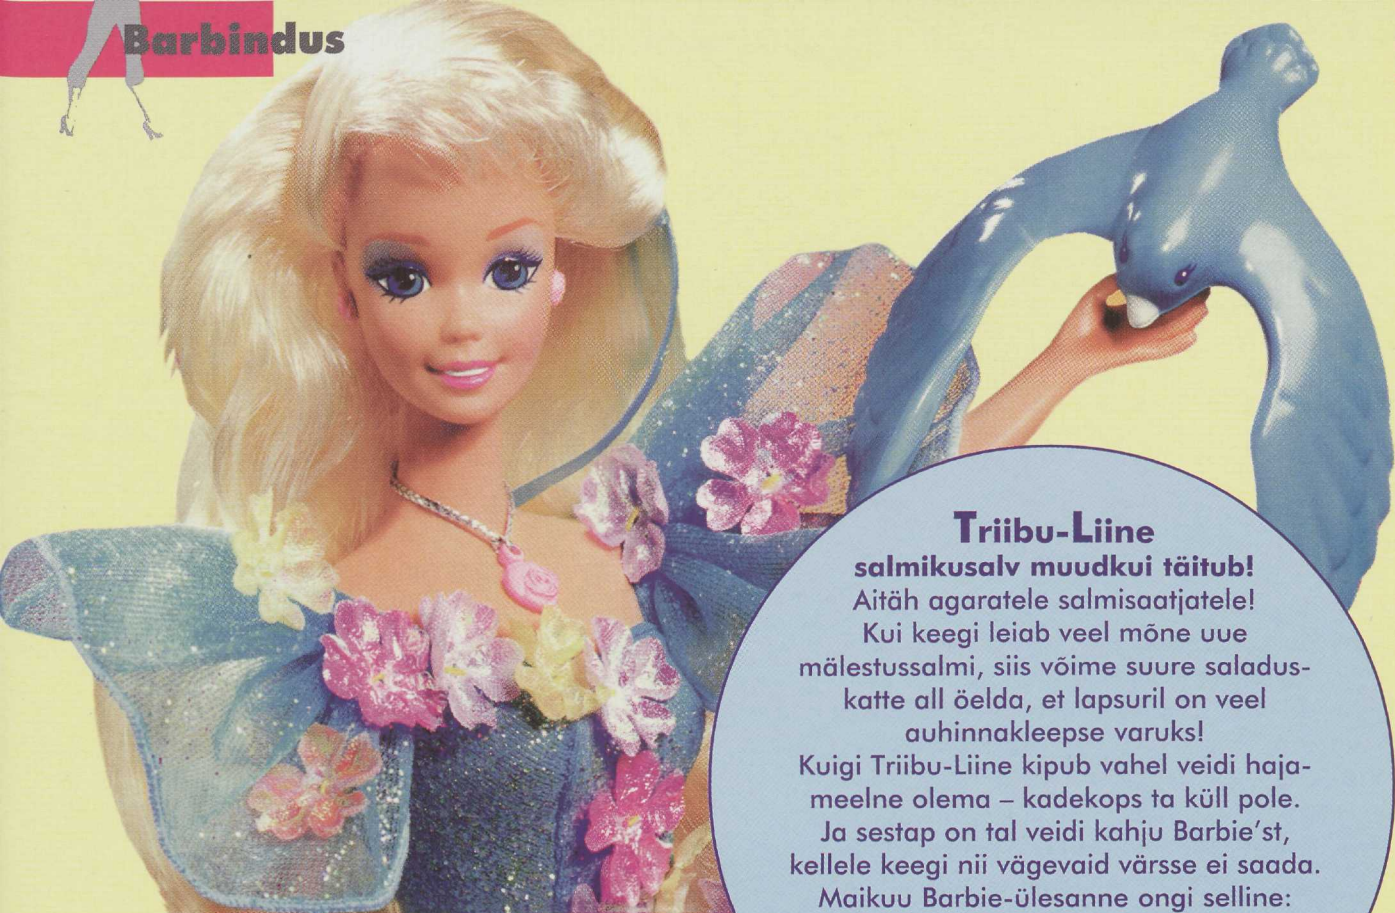 Barbindus
Triibu-Liine
salmikusalv muudkui täitub!
Aitäh agaratele salmisaatjatele!
Kui keegi leiab veel mõne uue
mälestussalmi, siis võime suure saladus-
katte all öelda, et lapsuril on veel
auhinnakleepse varuks!
Kuigi Triibu-Liine kipub vahel veidi haja-
meelne olema – kadekops ta küll pole.
Ja sestap on tal veidi kahju Barbie'st,
kellele keegi nii vägevaid värsse ei saada.
Maikuu Barbie-ülesanne ongi selline: